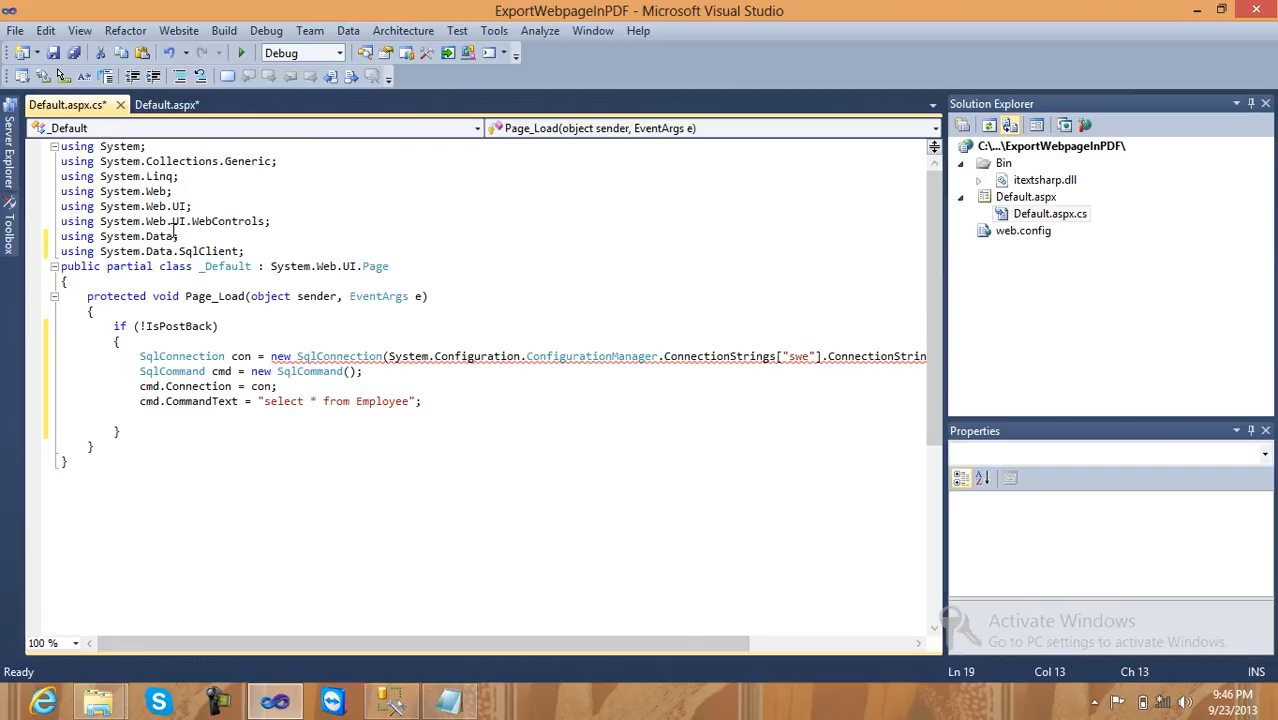 ExportWebpageInPDF - Microsoft Visual Studio
File Edit View Refactor Website Build Debug Team Data Architecture Test Tools Analyze Window Help
Debug
Default.aspx.cs* Default.aspx*
_Default Page_Load(object sender, EventArgs e)
Server Explorer
Toolbox
using System;
using System.Collections.Generic;
using System.Linq;
using System.Web;
using System.Web.UI;
using System.Web.UI.WebControls;
using System.Data;
using System.Data.SqlClient;
public partial class _Default : System.Web.UI.Page
{
protected void Page_Load(object sender, EventArgs e)
{
if (!IsPostBack)
{
SqlConnection con = new SqlConnection(System.Configuration.ConfigurationManager.ConnectionStrings["swe"].ConnectionStrin
SqlCommand cmd = new SqlCommand();
cmd.Connection = con;
cmd.CommandText = "select * from Employee";
}
}
}
100 %
Solution Explorer
C:\...\ExportWebpageInPDF\
Bin
itextsharp.dll
Default.aspx
Default.aspx.cs
web.config
Properties
Activate Windows
Go to PC settings to activate Windows.
Ready Ln 19 Col 13 Ch 13 INS
9:46 PM
9/23/2013